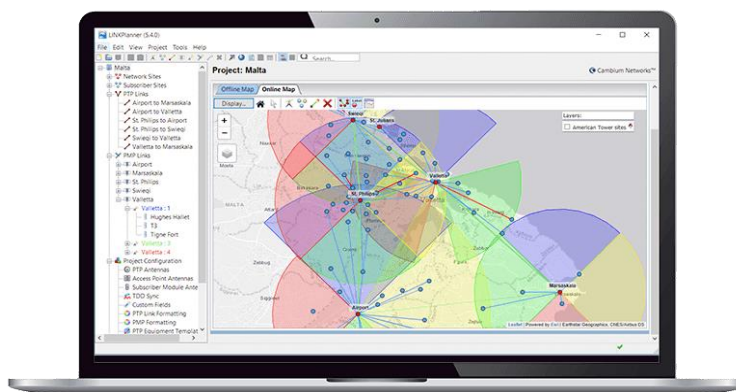 LINKPlanner (5.4.0)
File Edit View Project Tools Help
Search...
Malta
Network Sites
Subscriber Sites
PTP Links
Airport to Marsaskala
Airport to Valletta
St. Philips to Airport
St. Philips to Swieqi
Swieqi to Valletta
Valletta to Marsaskala
PMP Links
Airport
Marsaskala
St. Philips
Swieqi
Valletta
Valletta : 1
Hughes Hallet
T3
Tigne Fort
Valletta : 3
Valletta : 4
Project Configuration
PTP Antennas
Access Point Antennas
Subscriber Module Ante
TDD Sync
Custom Fields
PTP Link Formatting
PMP Formatting
PTP Equipment Templat
Project: Malta
Cambium Networks™
Offline Map
Online Map
Display...
Layers:
American Tower sites
+
−
Swieqi
Valletta
St. Philips
Marsaskala
Airport
MALTA
Leaflet | Powered by Esri | Earthstar Geographics, CNES/Airbus DS